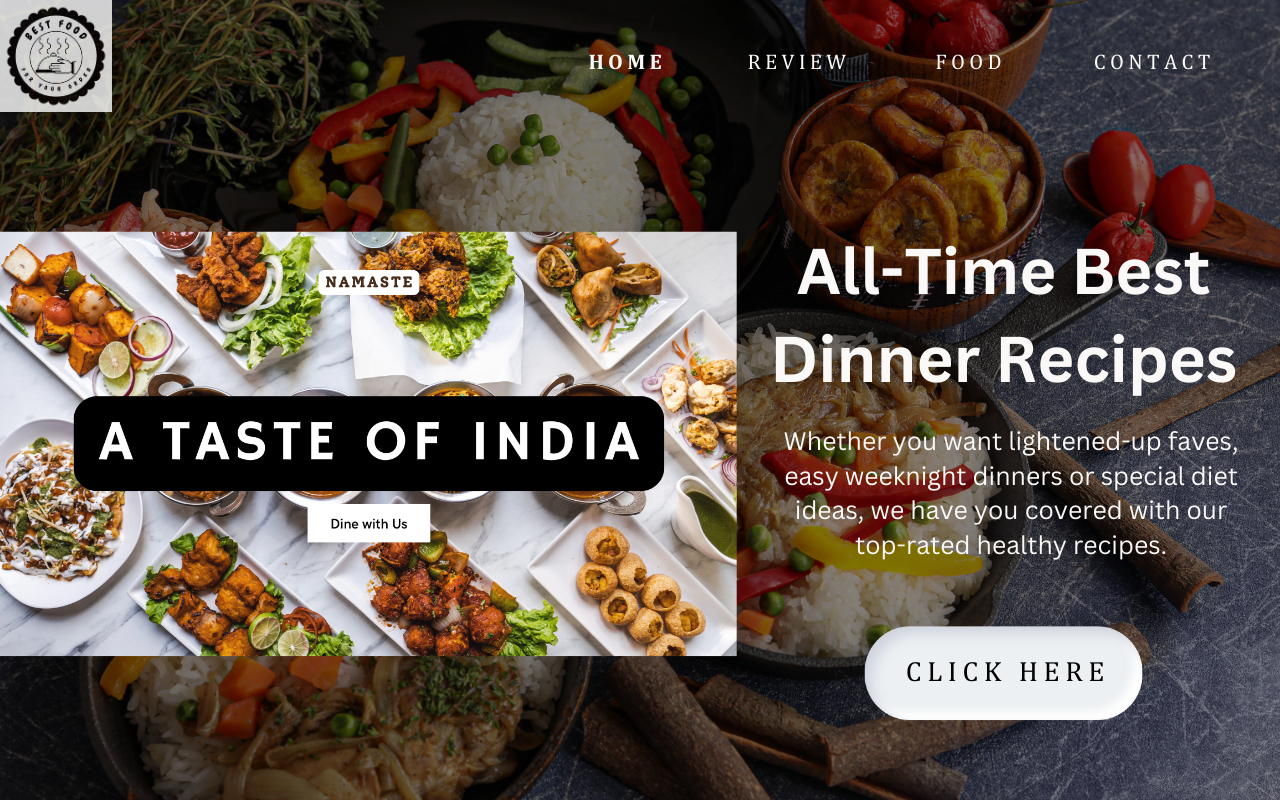 BEST FOOD
FOR YOUR ORDER
HOME REVIEW FOOD CONTACT
NAMASTE
A TASTE OF INDIA
Dine with Us
All-Time Best
Dinner Recipes
Whether you want lightened-up faves,
easy weeknight dinners or special diet
ideas, we have you covered with our
top-rated healthy recipes.
CLICK HERE